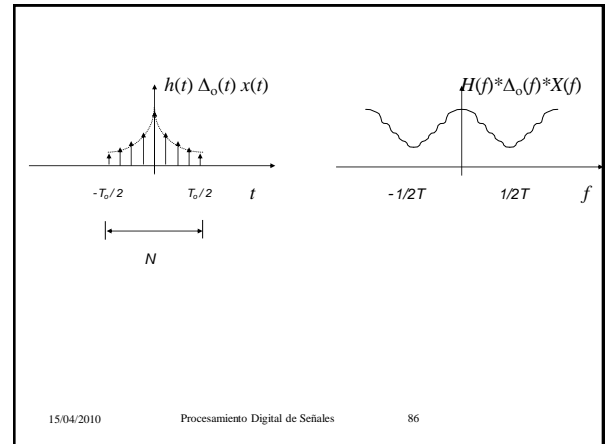 h(t) Δₒ(t) x(t)
H(f)*Δₒ(f)*X(f)
-Tₒ/2 Tₒ/2 t
-1/2T 1/2T f
N
15/04/2010 Procesamiento Digital de Señales 86